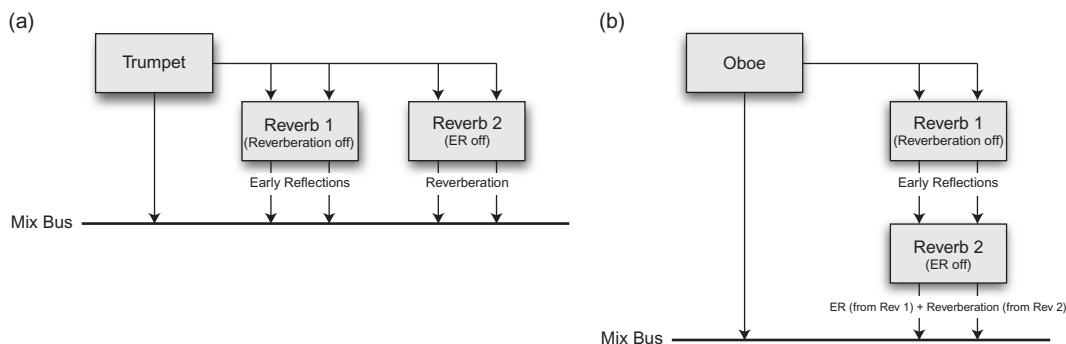 (a)
Trumpet
Reverb 1
(Reverberation off)
Reverb 2
(ER off)
Early Reflections
Reverberation
Mix Bus
(b)
Oboe
Reverb 1
(Reverberation off)
Early Reflections
Reverb 2
(ER off)
ER (from Rev 1) + Reverberation (from Rev 2)
Mix Bus